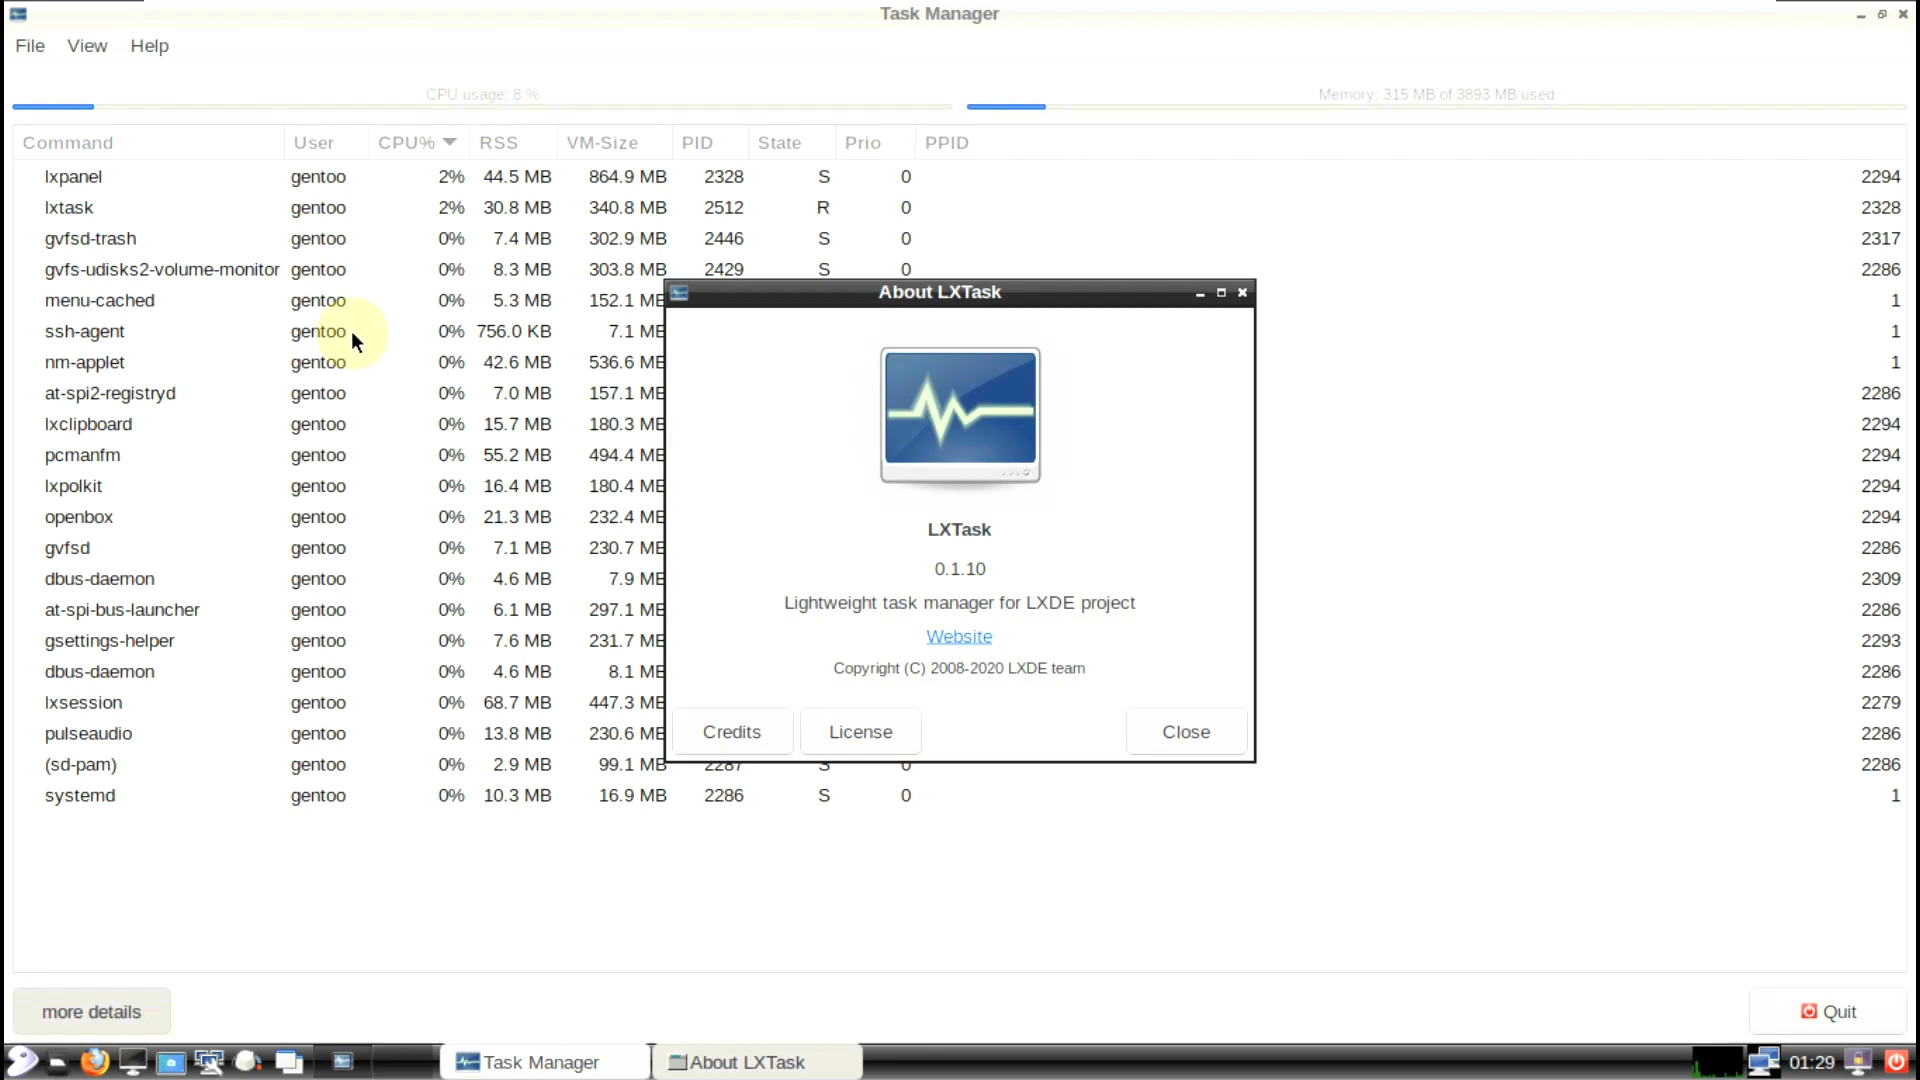 Task Manager
File View Help
CPU usage: 8 % Memory: 315 MB of 3893 MB used
Command User CPU% RSS VM-Size PID State Prio PPID
lxpanel gentoo 2% 44.5 MB 864.9 MB 2328 S 0 2294
lxtask gentoo 2% 30.8 MB 340.8 MB 2512 R 0 2328
gvfsd-trash gentoo 0% 7.4 MB 302.9 MB 2446 S 0 2317
gvfs-udisks2-volume-monitor gentoo 0% 8.3 MB 303.8 MB 2429 S 0 2286
menu-cached gentoo 0% 5.3 MB 152.1 MB 1
ssh-agent gentoo 0% 756.0 KB 7.1 MB 1
nm-applet gentoo 0% 42.6 MB 536.6 MB 1
at-spi2-registryd gentoo 0% 7.0 MB 157.1 MB 2286
lxclipboard gentoo 0% 15.7 MB 180.3 MB 2294
pcmanfm gentoo 0% 55.2 MB 494.4 MB 2294
lxpolkit gentoo 0% 16.4 MB 180.4 MB 2294
openbox gentoo 0% 21.3 MB 232.4 MB 2294
gvfsd gentoo 0% 7.1 MB 230.7 MB 2286
dbus-daemon gentoo 0% 4.6 MB 7.9 MB 2309
at-spi-bus-launcher gentoo 0% 6.1 MB 297.1 MB 2286
gsettings-helper gentoo 0% 7.6 MB 231.7 MB 2293
dbus-daemon gentoo 0% 4.6 MB 8.1 MB 2286
lxsession gentoo 0% 68.7 MB 447.3 MB 2279
pulseaudio gentoo 0% 13.8 MB 230.6 MB 2286
(sd-pam) gentoo 0% 2.9 MB 99.1 MB 2287 S 0 2286
systemd gentoo 0% 10.3 MB 16.9 MB 2286 S 0 1
About LXTask
LXTask
0.1.10
Lightweight task manager for LXDE project
Website
Copyright (C) 2008-2020 LXDE team
Credits License Close
more details Quit
Task Manager About LXTask 01:29